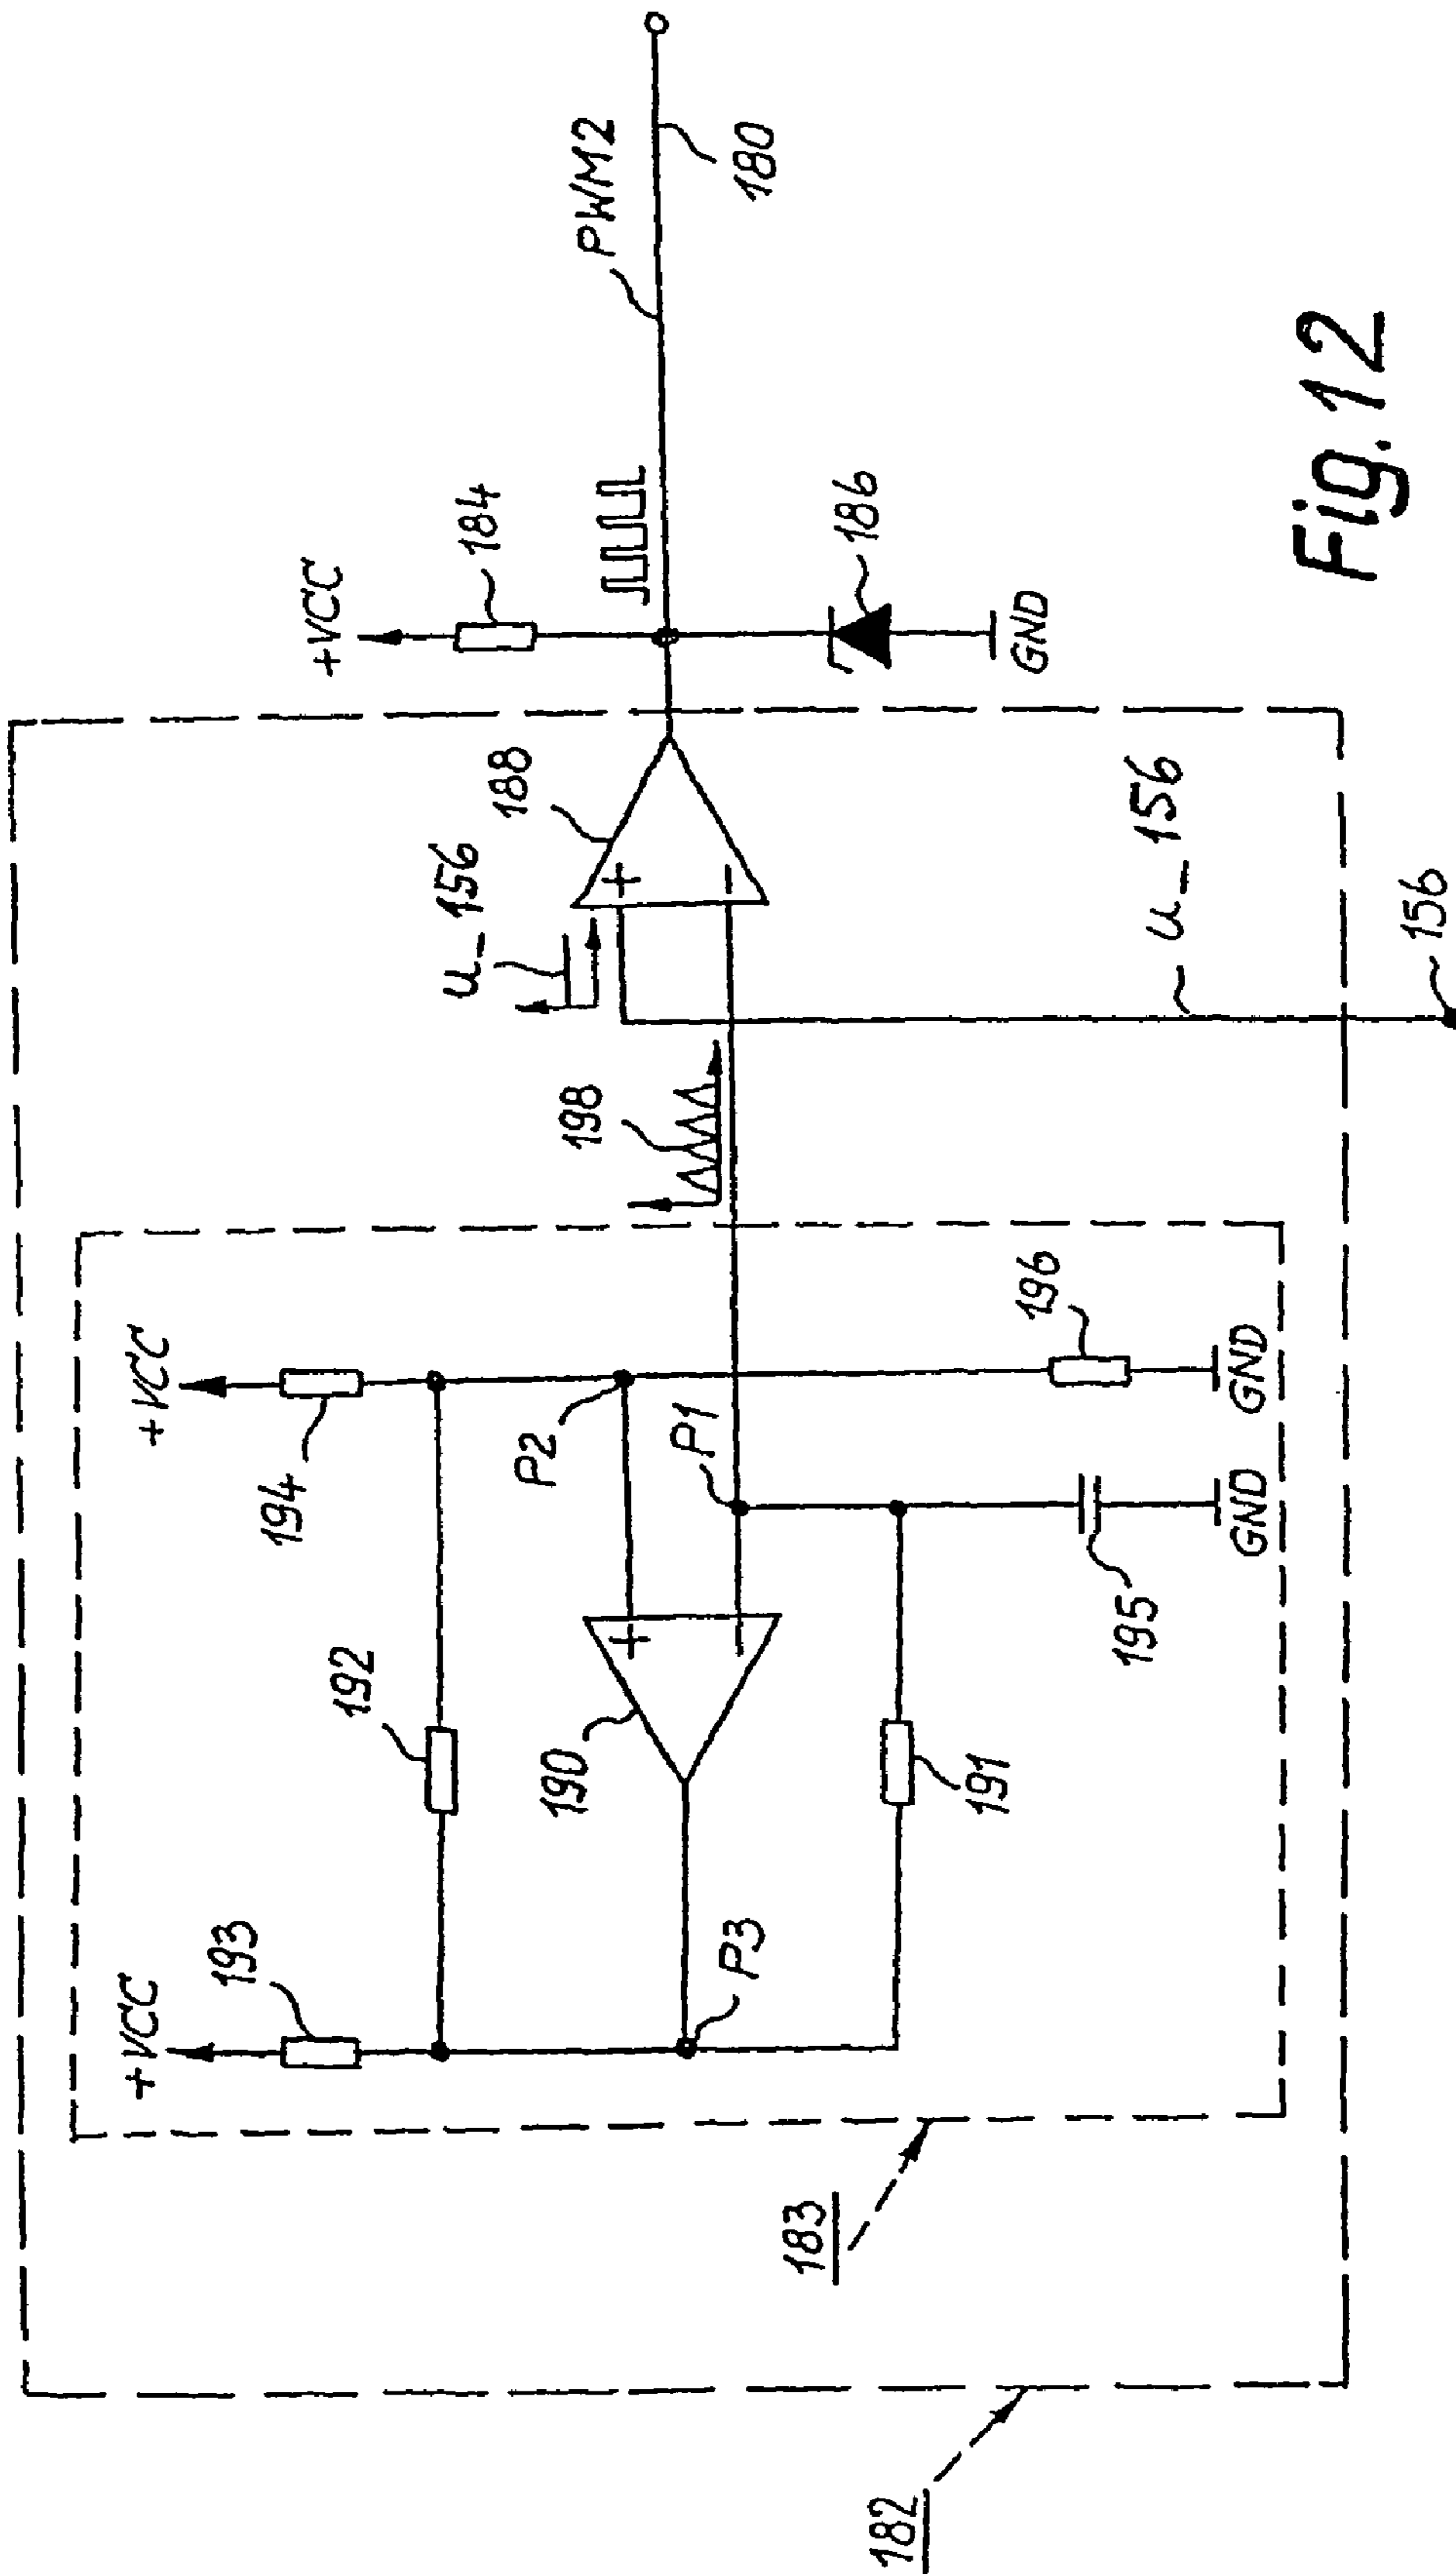 182
183
+VCC
193
192
+VCC
194
190
P3
P2
P1
191
195
196
GND
GND
198
u_156
188
+
-
+
-
u_156
156
+VCC
184
186
GND
PWM2
180
Fig. 12